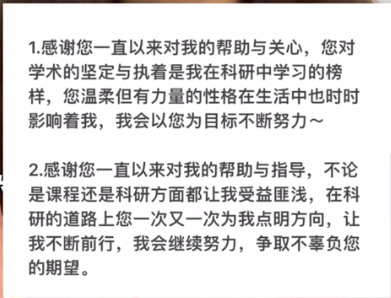 1.感谢您一直以来对我的帮助与关心，您对
学术的坚定与执着是我在科研中学习的榜
样，您温柔但有力量的性格在生活中也时时
影响着我，我会以您为目标不断努力～
2.感谢您一直以来对我的帮助与指导，不论
是课程还是科研方面都让我受益匪浅，在科
研的道路上您一次又一次为我点明方向，让
我不断前行，我会继续努力，争取不辜负您
的期望。